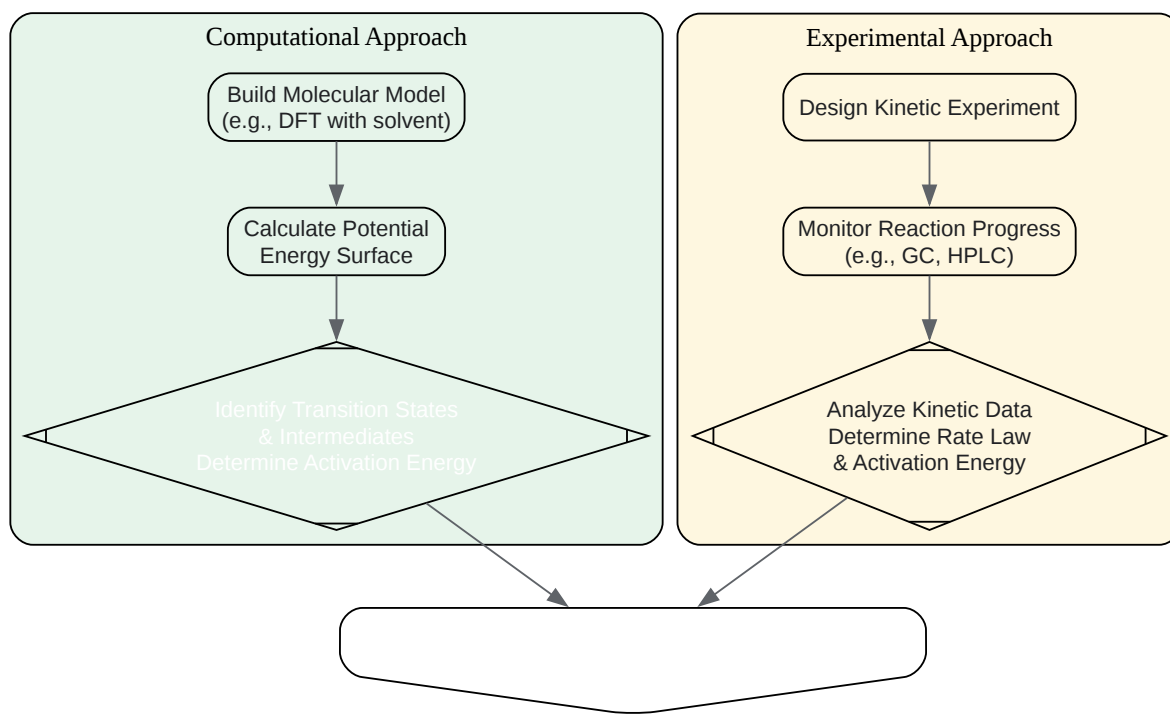 Computational Approach
Build Molecular Model
(e.g., DFT with solvent)
Calculate Potential
Energy Surface
Identify Transition States
& Intermediates
Determine Activation Energy
Experimental Approach
Design Kinetic Experiment
Monitor Reaction Progress
(e.g., GC, HPLC)
Analyze Kinetic Data
Determine Rate Law
& Activation Energy